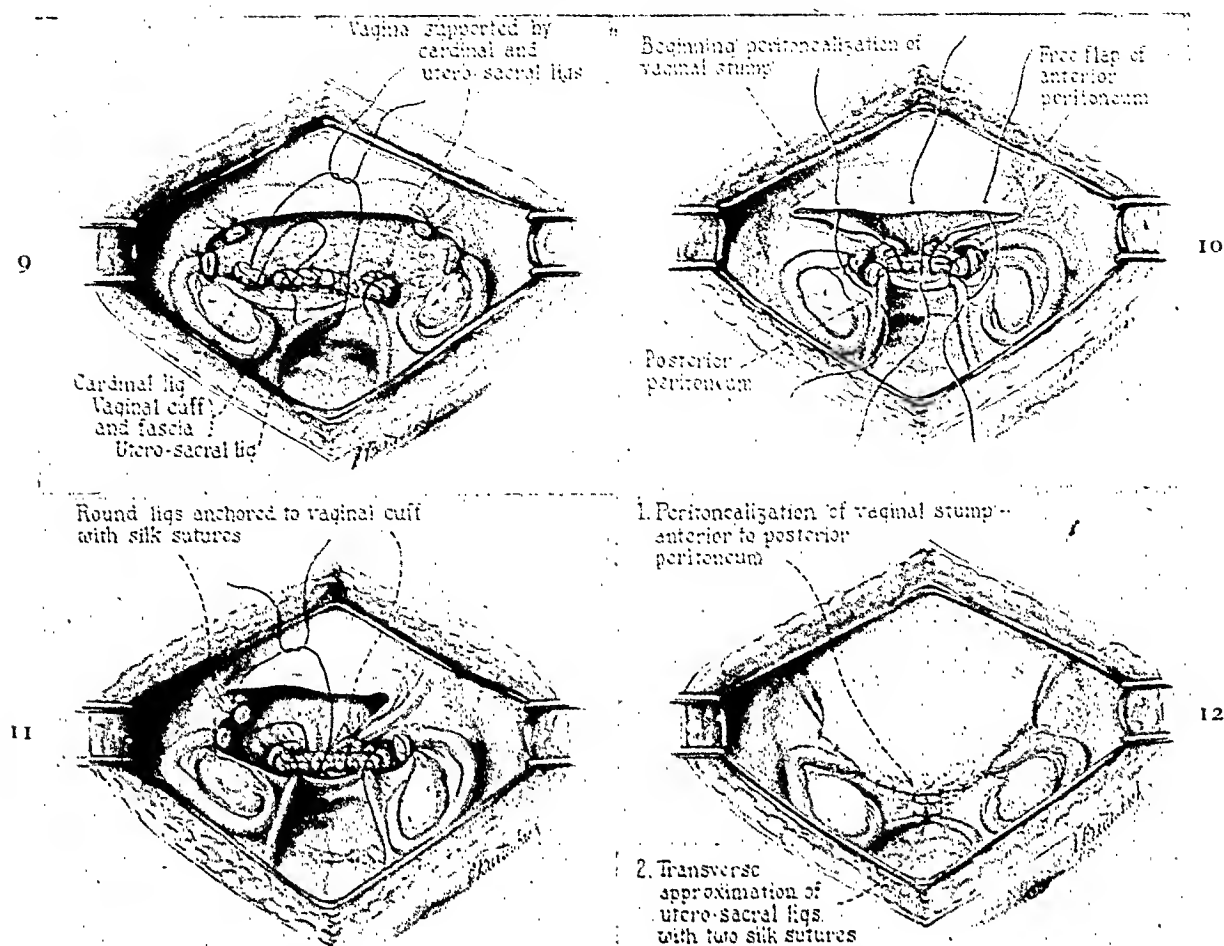 Vagina supported by
cardinal and
utero-sacral ligs
9
Cardinal lig
Vaginal cuff
and fascia
Utero-sacral lig
Beginning peritonealization of
vaginal stump
Free flap of
anterior
peritoneum
10
Posterior
peritoneum
Round ligs anchored to vaginal cuff
with silk sutures
11
1. Peritonealization of vaginal stump--
anterior to posterior
peritoneum
12
2. Transverse
approximation of
utero-sacral ligs
with two silk sutures